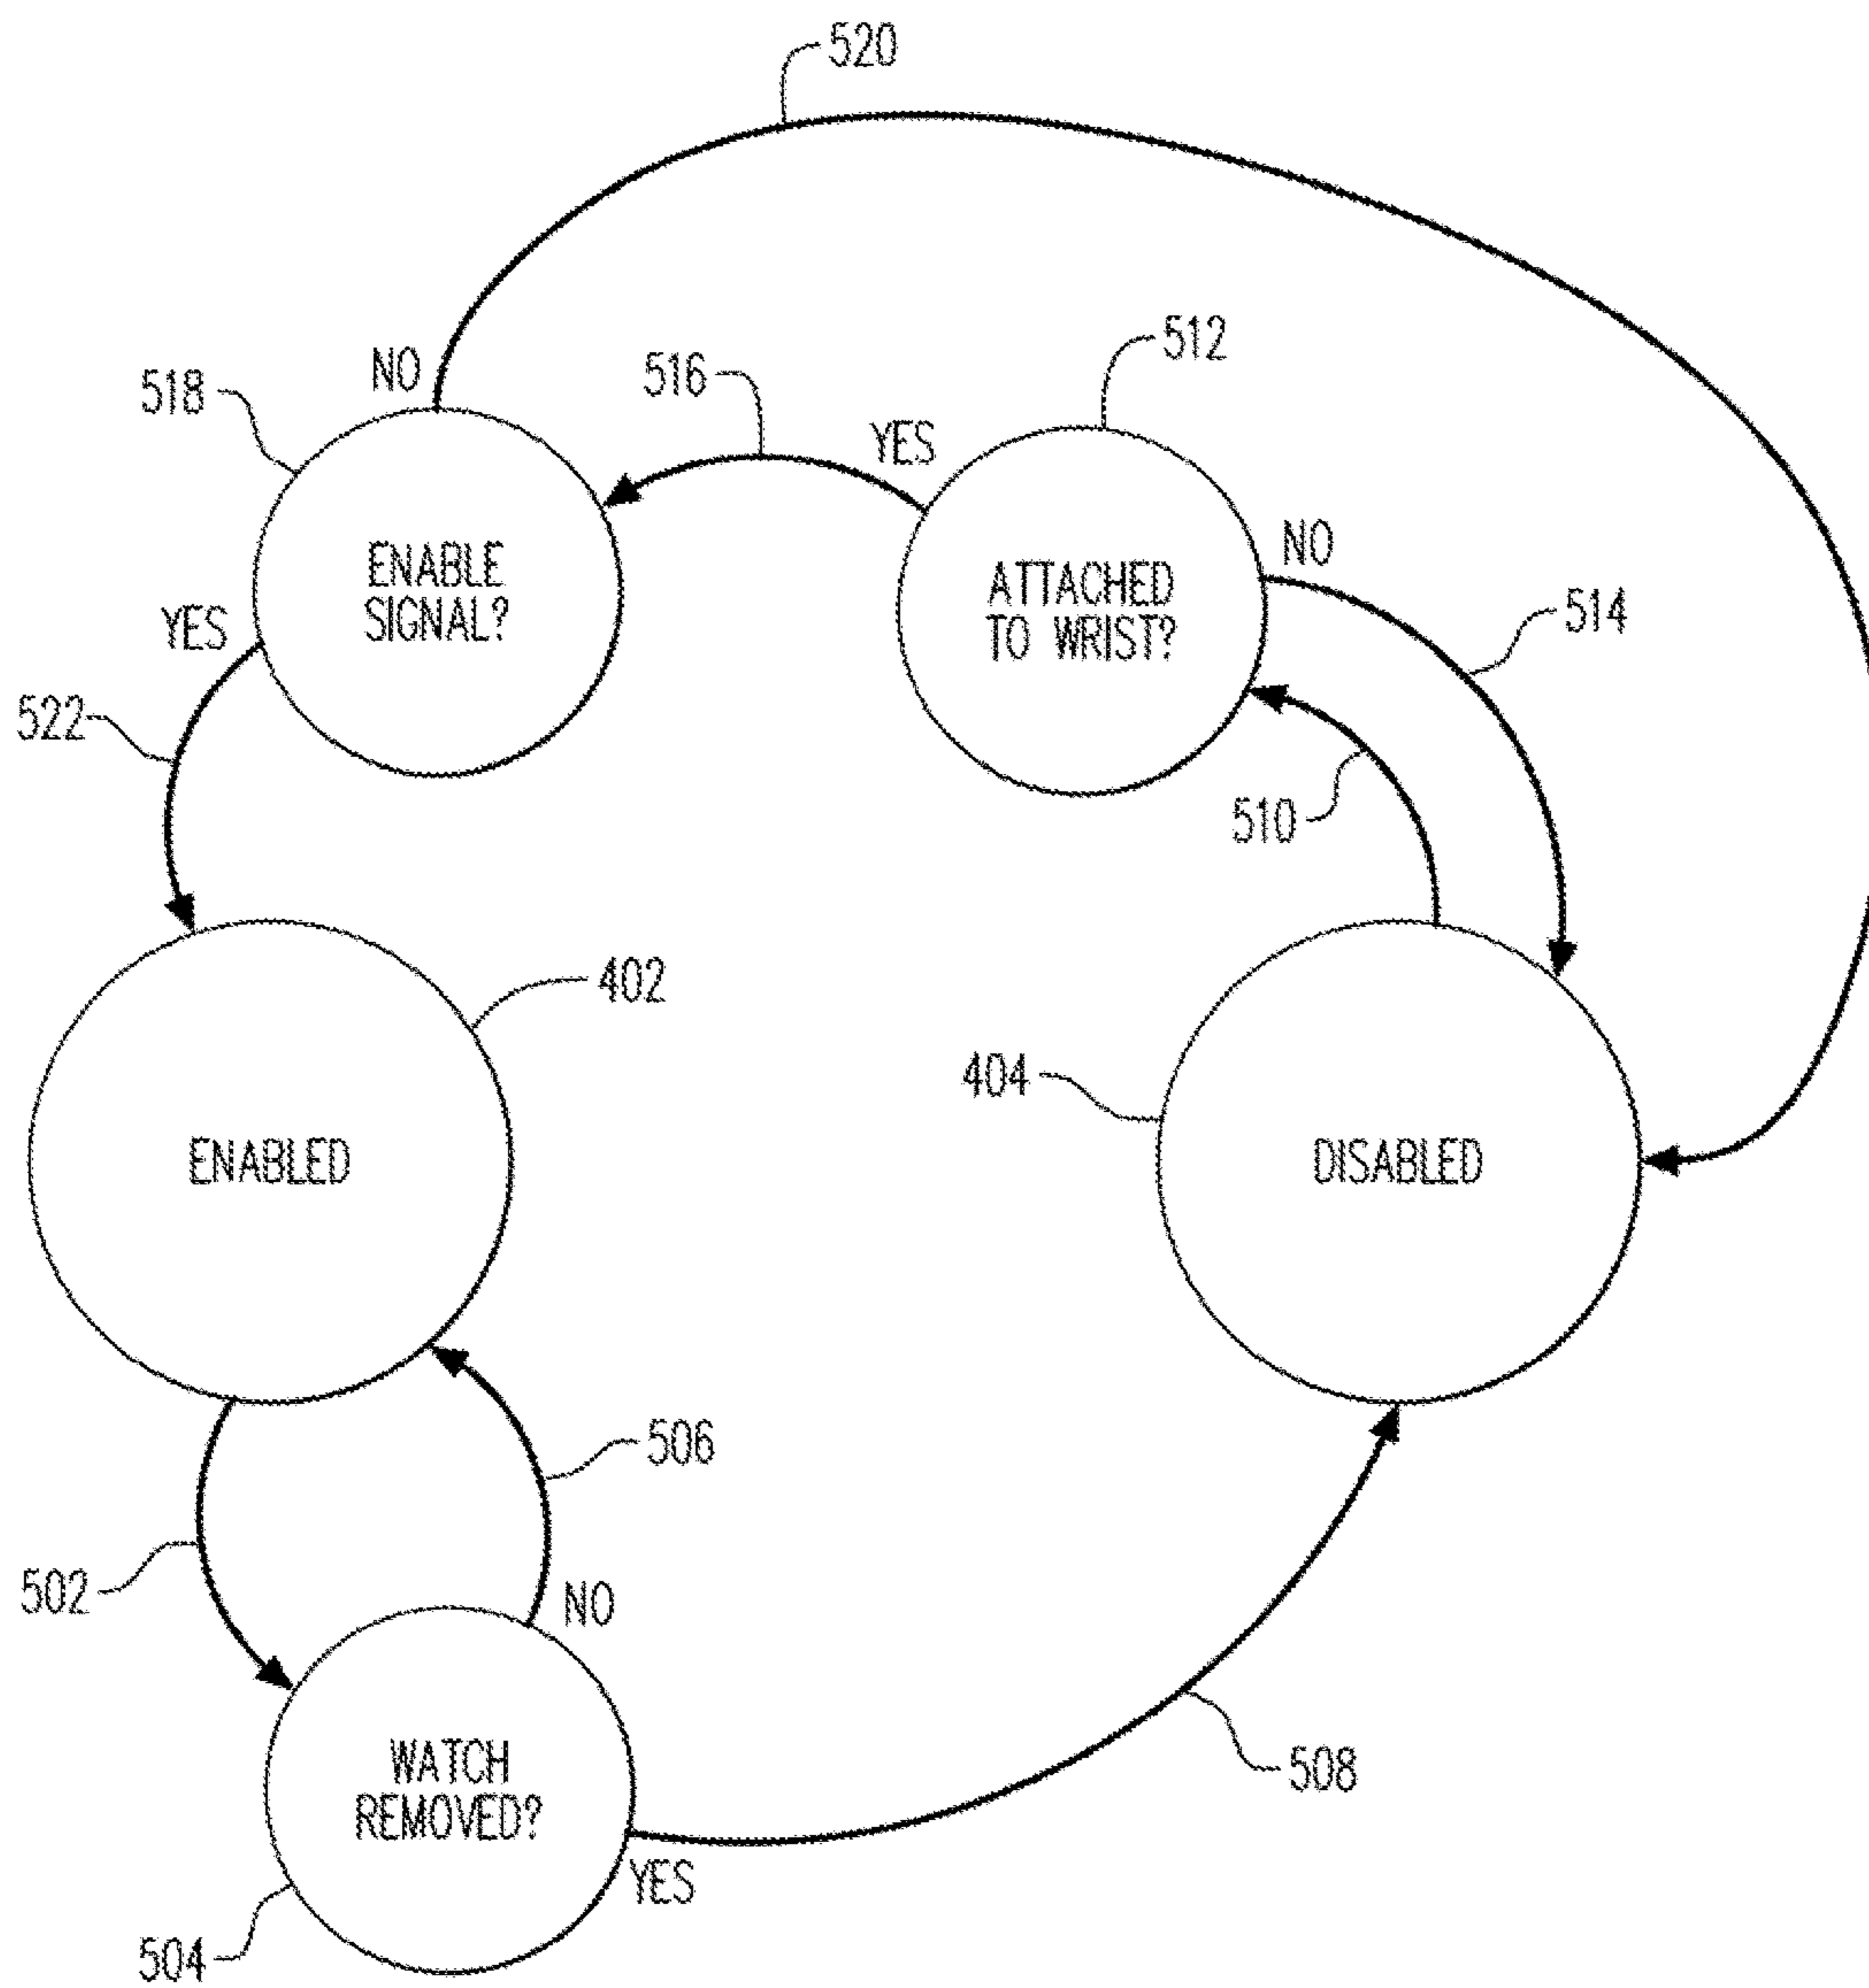 520
512
516
518
NO
YES
NO
ENABLE
SIGNAL?
ATTACHED
TO WRIST?
514
YES
522
510
402
404
ENABLED
DISABLED
506
502
NO
WATCH
REMOVED?
508
YES
504